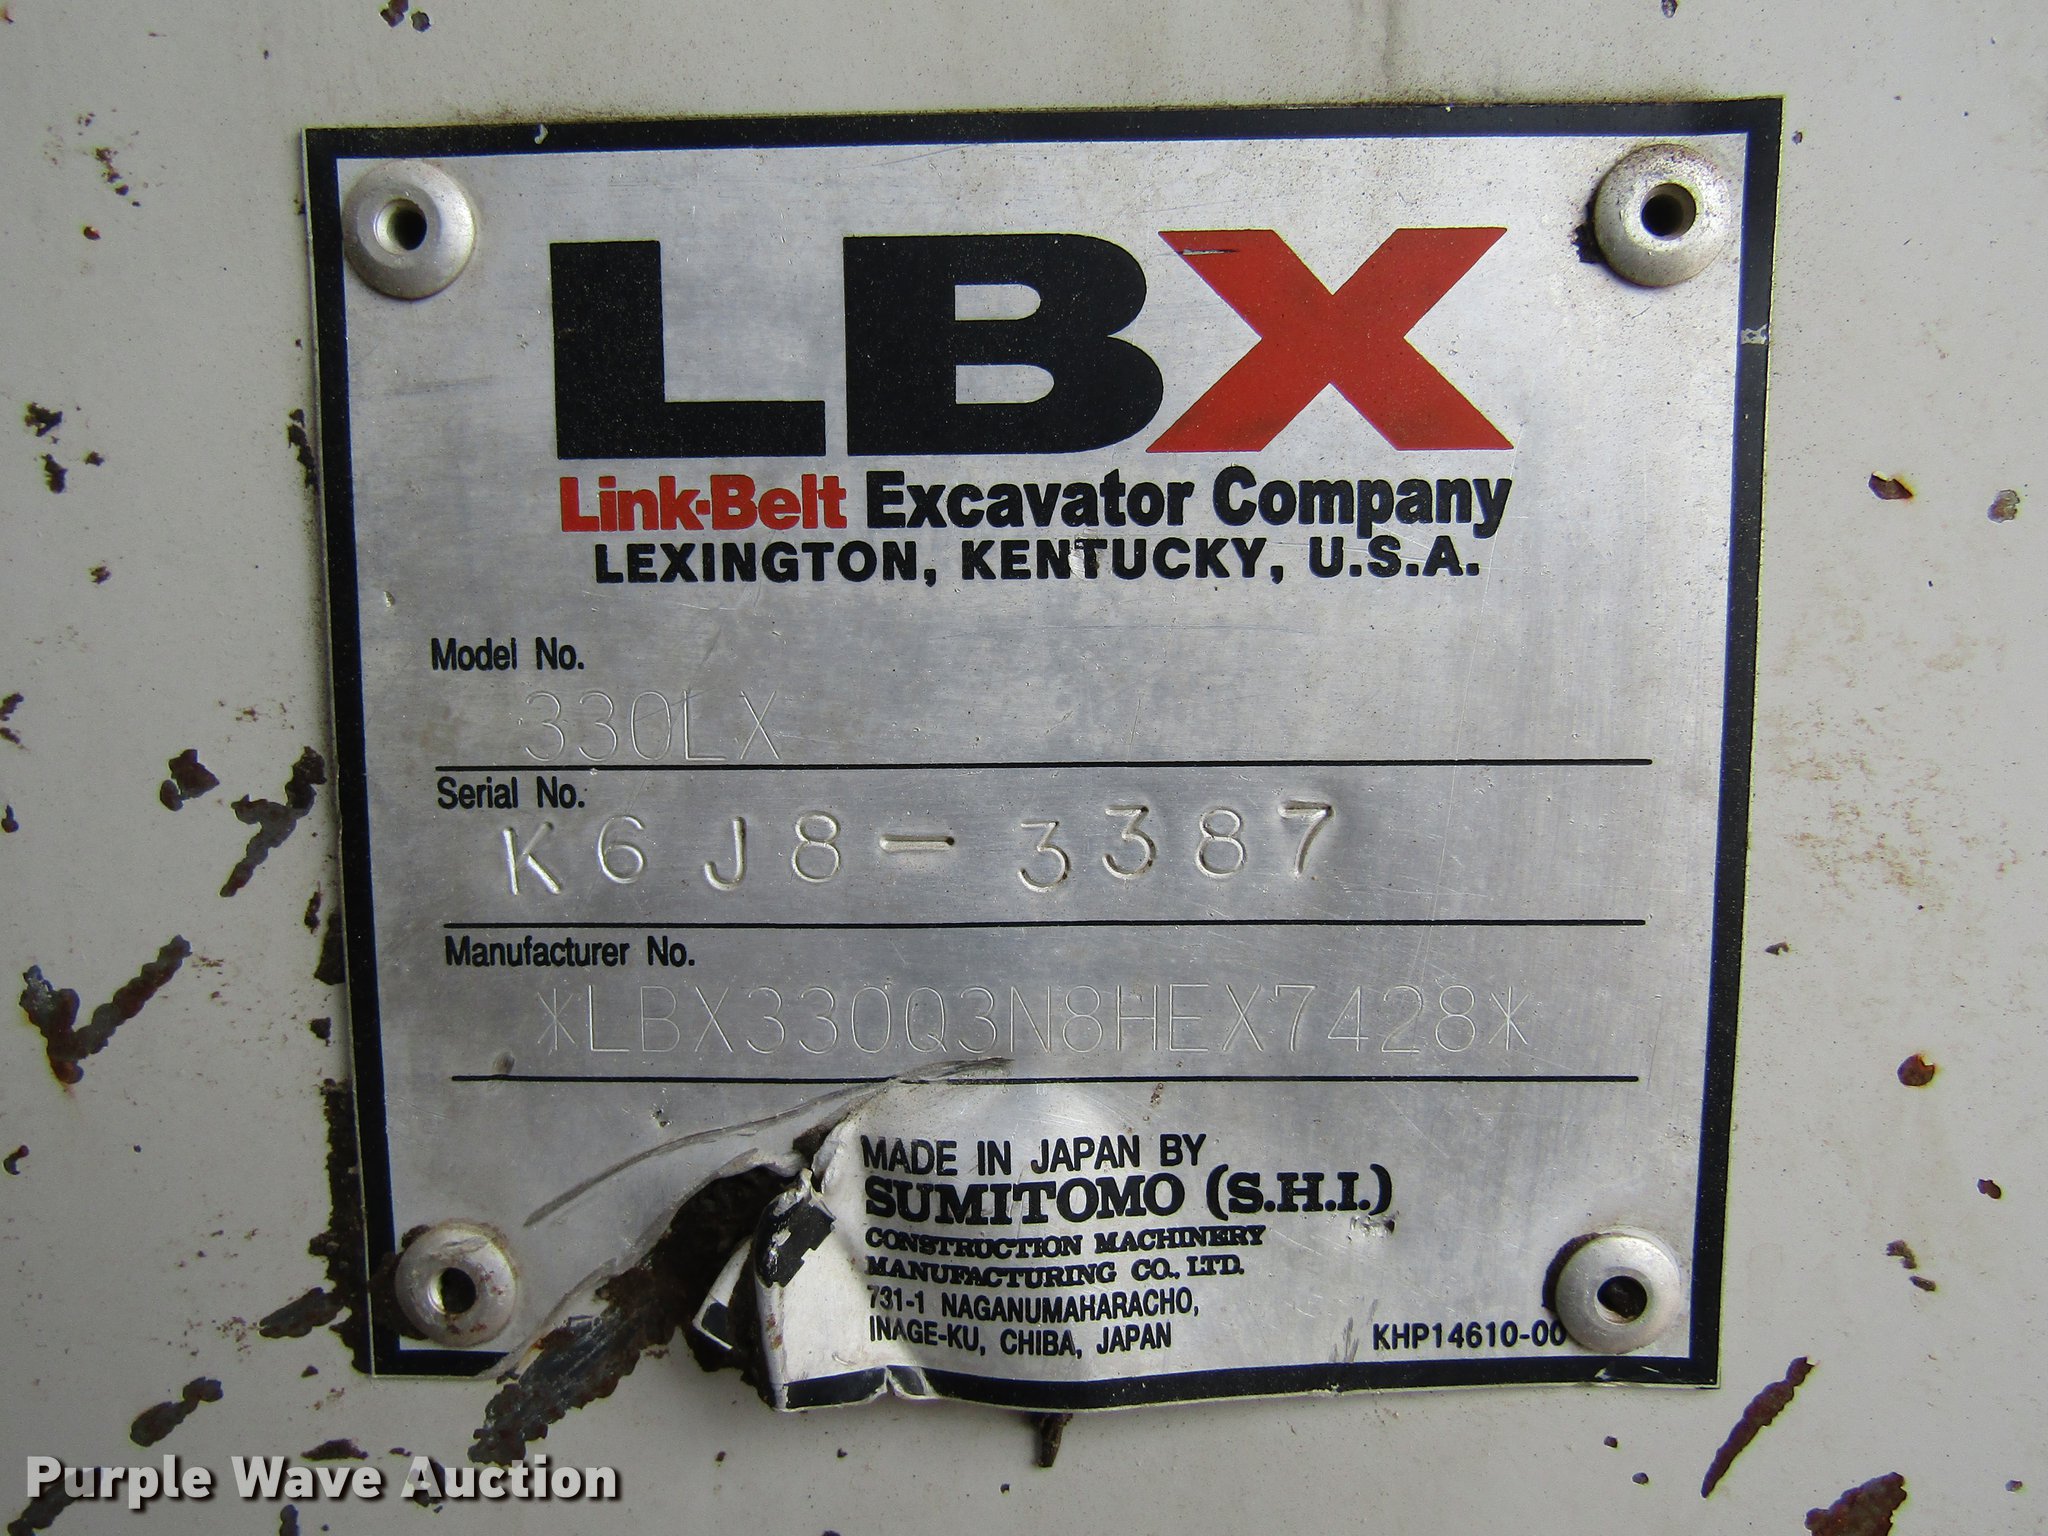 LBX
Link-Belt Excavator Company
LEXINGTON, KENTUCKY, U.S.A.
Model No.
330LX
Serial No.
K6J8-3387
Manufacturer No.
*LBX330Q3N8HEX7428*
MADE IN JAPAN BY
SUMITOMO (S.H.I.)
CONSTRUCTION MACHINERY
MANUFACTURING CO., LTD.
731-1 NAGANUMAHARACHO,
INAGE-KU, CHIBA, JAPAN
KHP14610-00
Purple Wave Auction